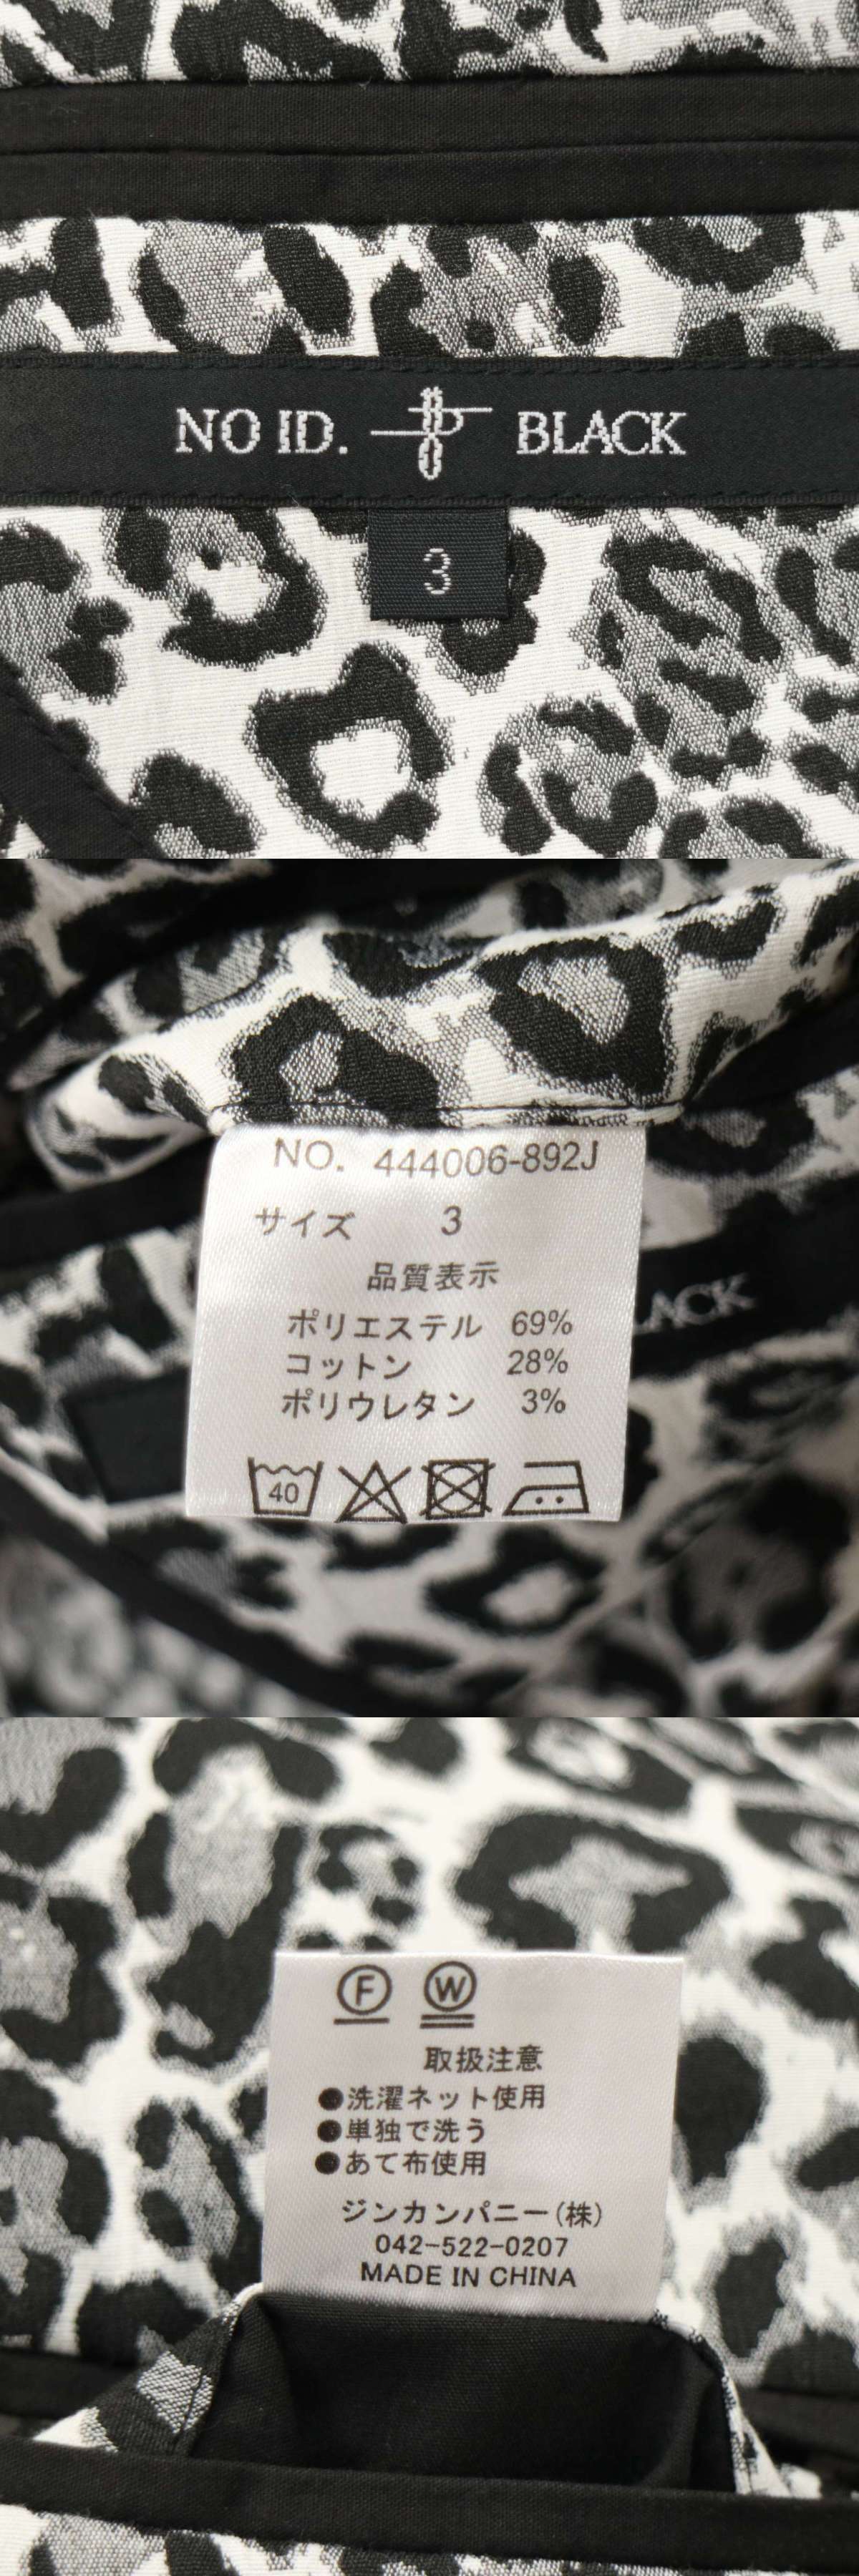 NO ID. BLACK
3
NO. 444006-892J
サイズ 3
品質表示
LACK
ポリエステル 69%
コットン 28%
ポリウレタン 3%
40
F W
取扱注意
●洗濯ネット使用
●単独で洗う
●あて布使用
ジンカンパニー(株)
042-522-0207
MADE IN CHINA